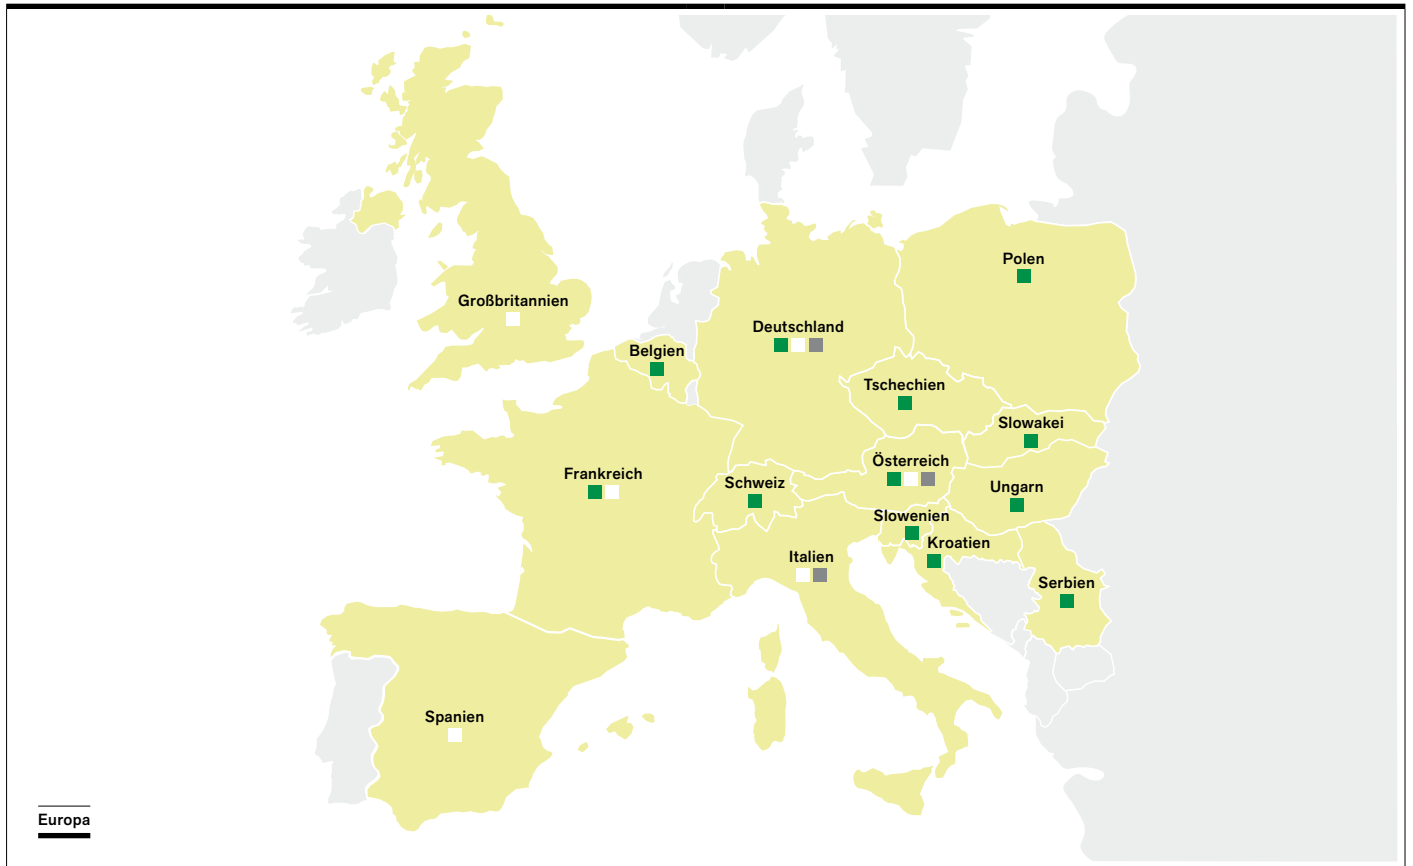 Polen
Großbritannien
Deutschland
Belgien
Tschechien
Slowakei
Österreich
Frankreich
Schweiz
Ungarn
Slowenien
Kroatien
Italien
Serbien
Spanien
Europa